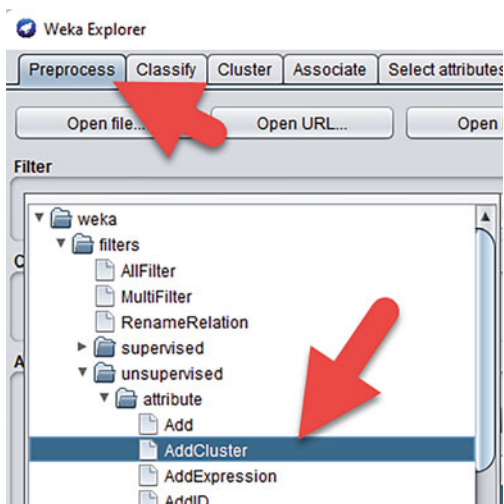 Weka Explorer
Preprocess Classify Cluster Associate Select attributes
Open file... Open URL... Open
Filter
weka
filters
AllFilter
MultiFilter
RenameRelation
supervised
unsupervised
attribute
Add
AddCluster
AddExpression
AddID